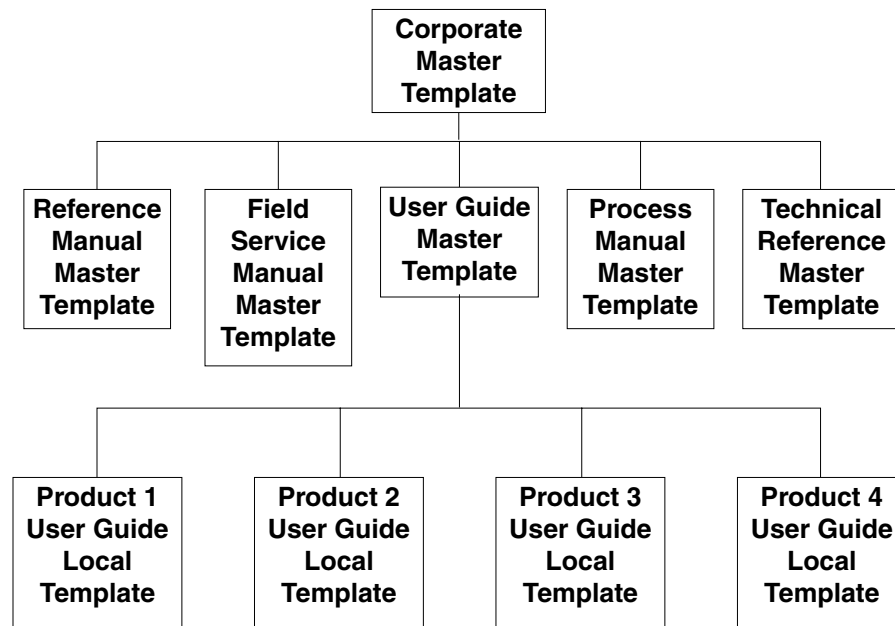 Corporate
Master
Template
Reference
Manual
Master
Template
Field
Service
Manual
Master
Template
User Guide
Master
Template
Process
Manual
Master
Template
Technical
Reference
Master
Template
Product 1
User Guide
Local
Template
Product 2
User Guide
Local
Template
Product 3
User Guide
Local
Template
Product 4
User Guide
Local
Template